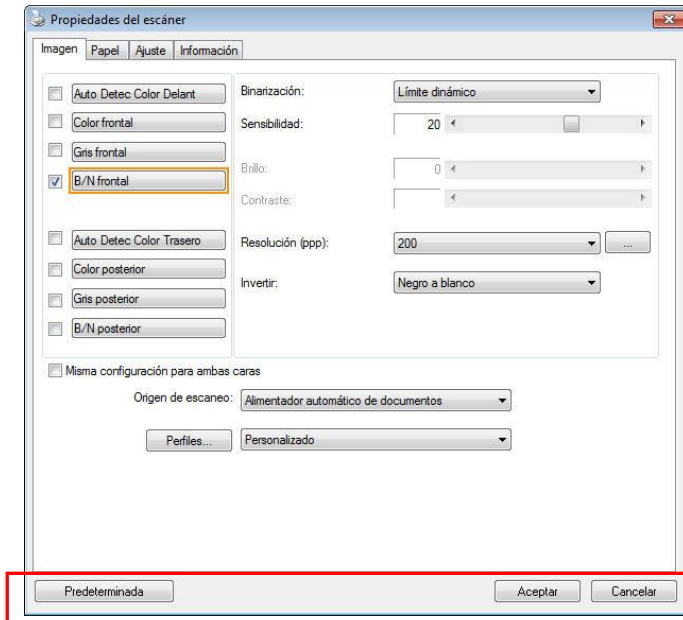 Propiedades del escáner
Imagen Papel Ajuste Información
Auto Detec Color Delant
Color frontal
Gris frontal
B/N frontal
Auto Detec Color Trasero
Color posterior
Gris posterior
B/N posterior
Binarización: Límite dinámico
Sensibilidad: 20
Brillo: 0
Contraste:
Resolución (ppp): 200 ...
Invertir: Negro a blanco
Misma configuración para ambas caras
Origen de escaneo: Alimentador automático de documentos
Perfiles... Personalizado
Predeterminada Aceptar Cancelar